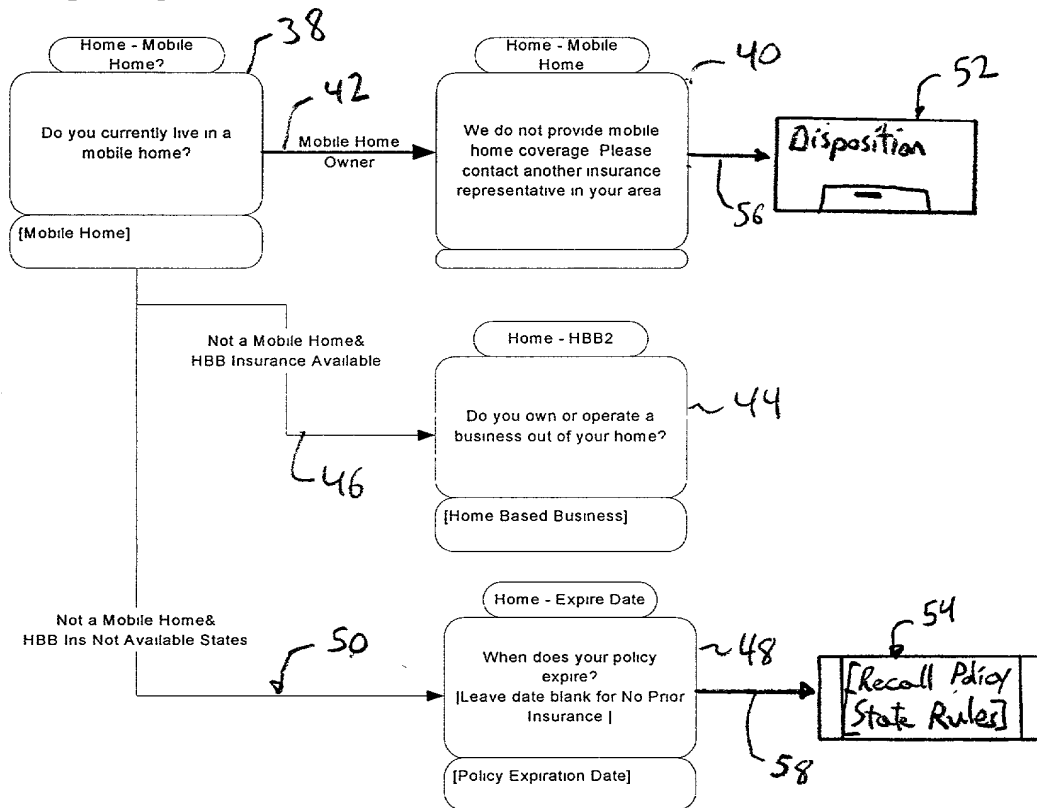 Home - Mobile
Home?
38
Do you currently live in a
mobile home?
[Mobile Home]
42
Mobile Home
Owner
Home - Mobile
Home
40
We do not provide mobile
home coverage Please
contact another insurance
representative in your area
56
52
Disposition
Not a Mobile Home&
HBB Insurance Available
46
Home - HBB2
44
Do you own or operate a
business out of your home?
[Home Based Business]
Not a Mobile Home&
HBB Ins Not Available States
50
Home - Expire Date
48
When does your policy
expire?
|Leave date blank for No Prior
Insurance |
[Policy Expiration Date]
58
54
[Recall Policy
State Rules]